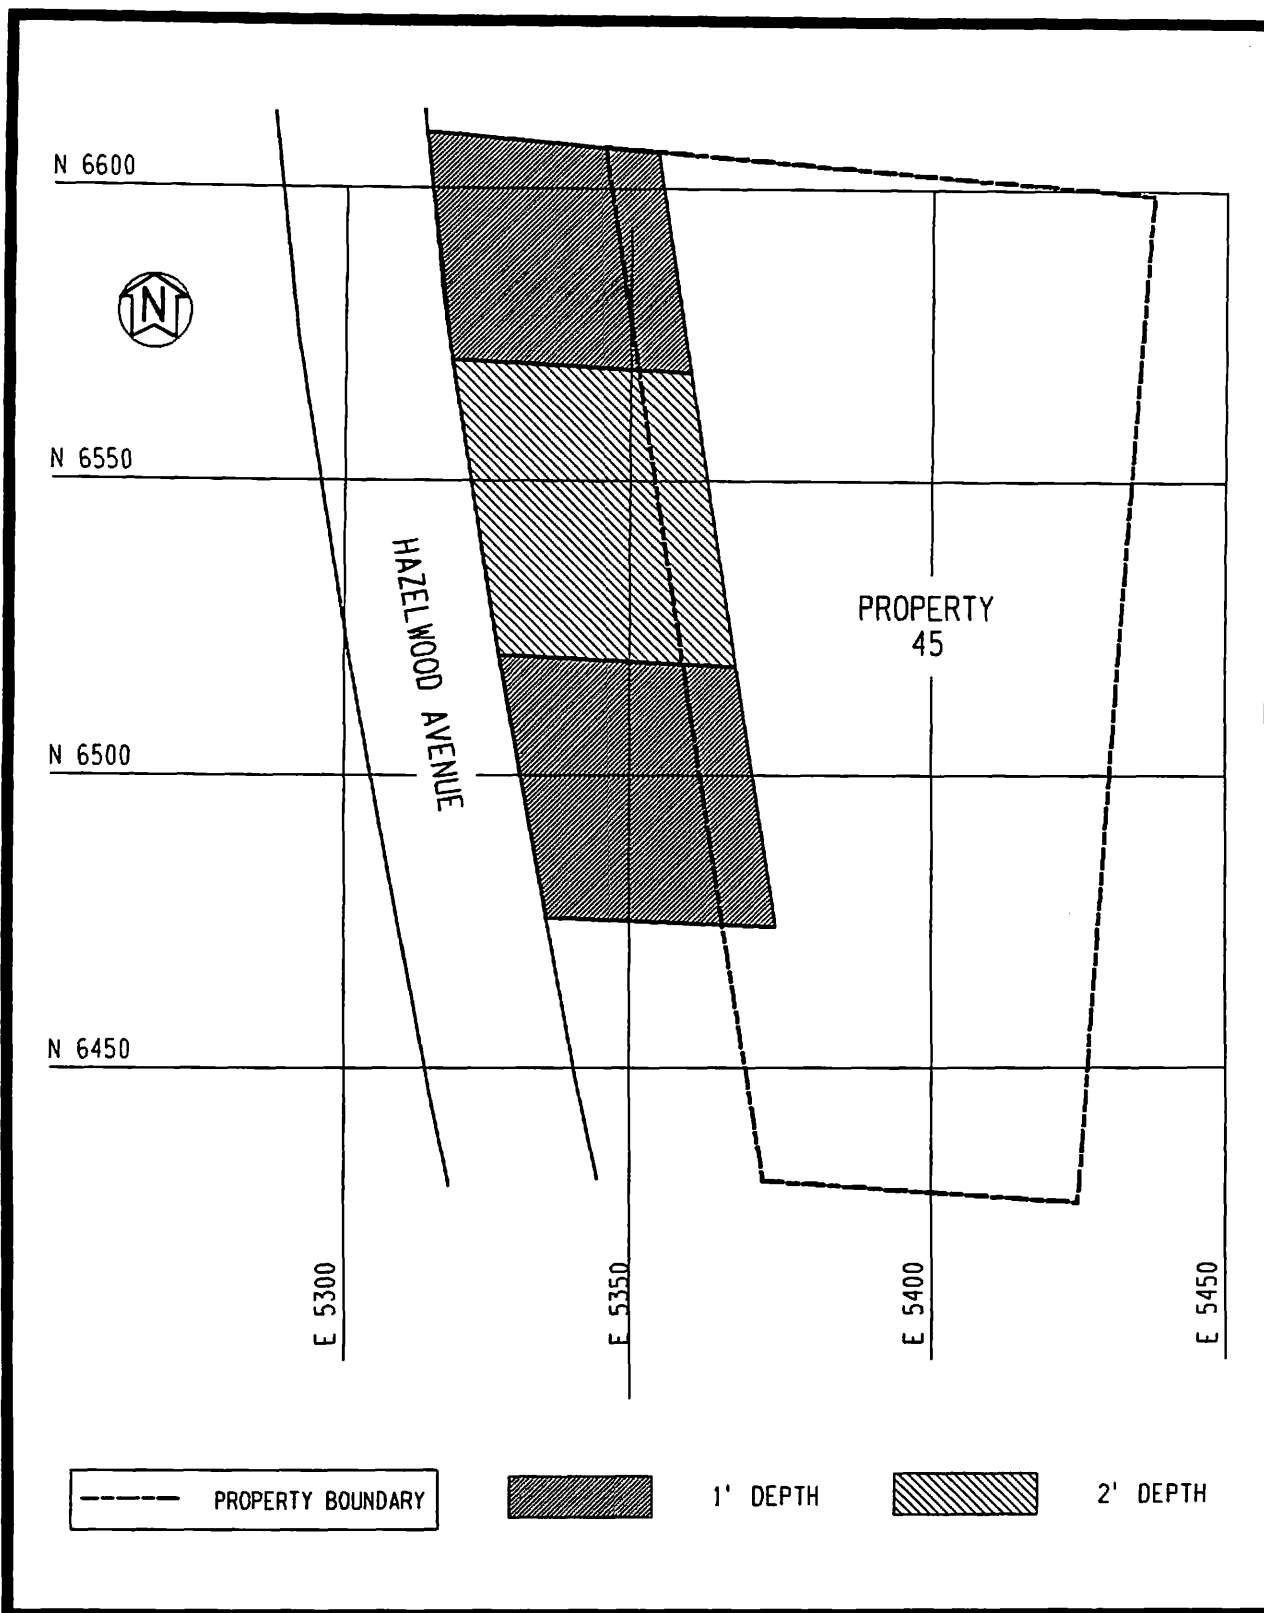 N 6600
N
N 6550
HAZELWOOD AVENUE
PROPERTY
45
N 6500
N 6450
E 5300
E 5350
E 5400
E 5450
PROPERTY BOUNDARY
1' DEPTH
2' DEPTH